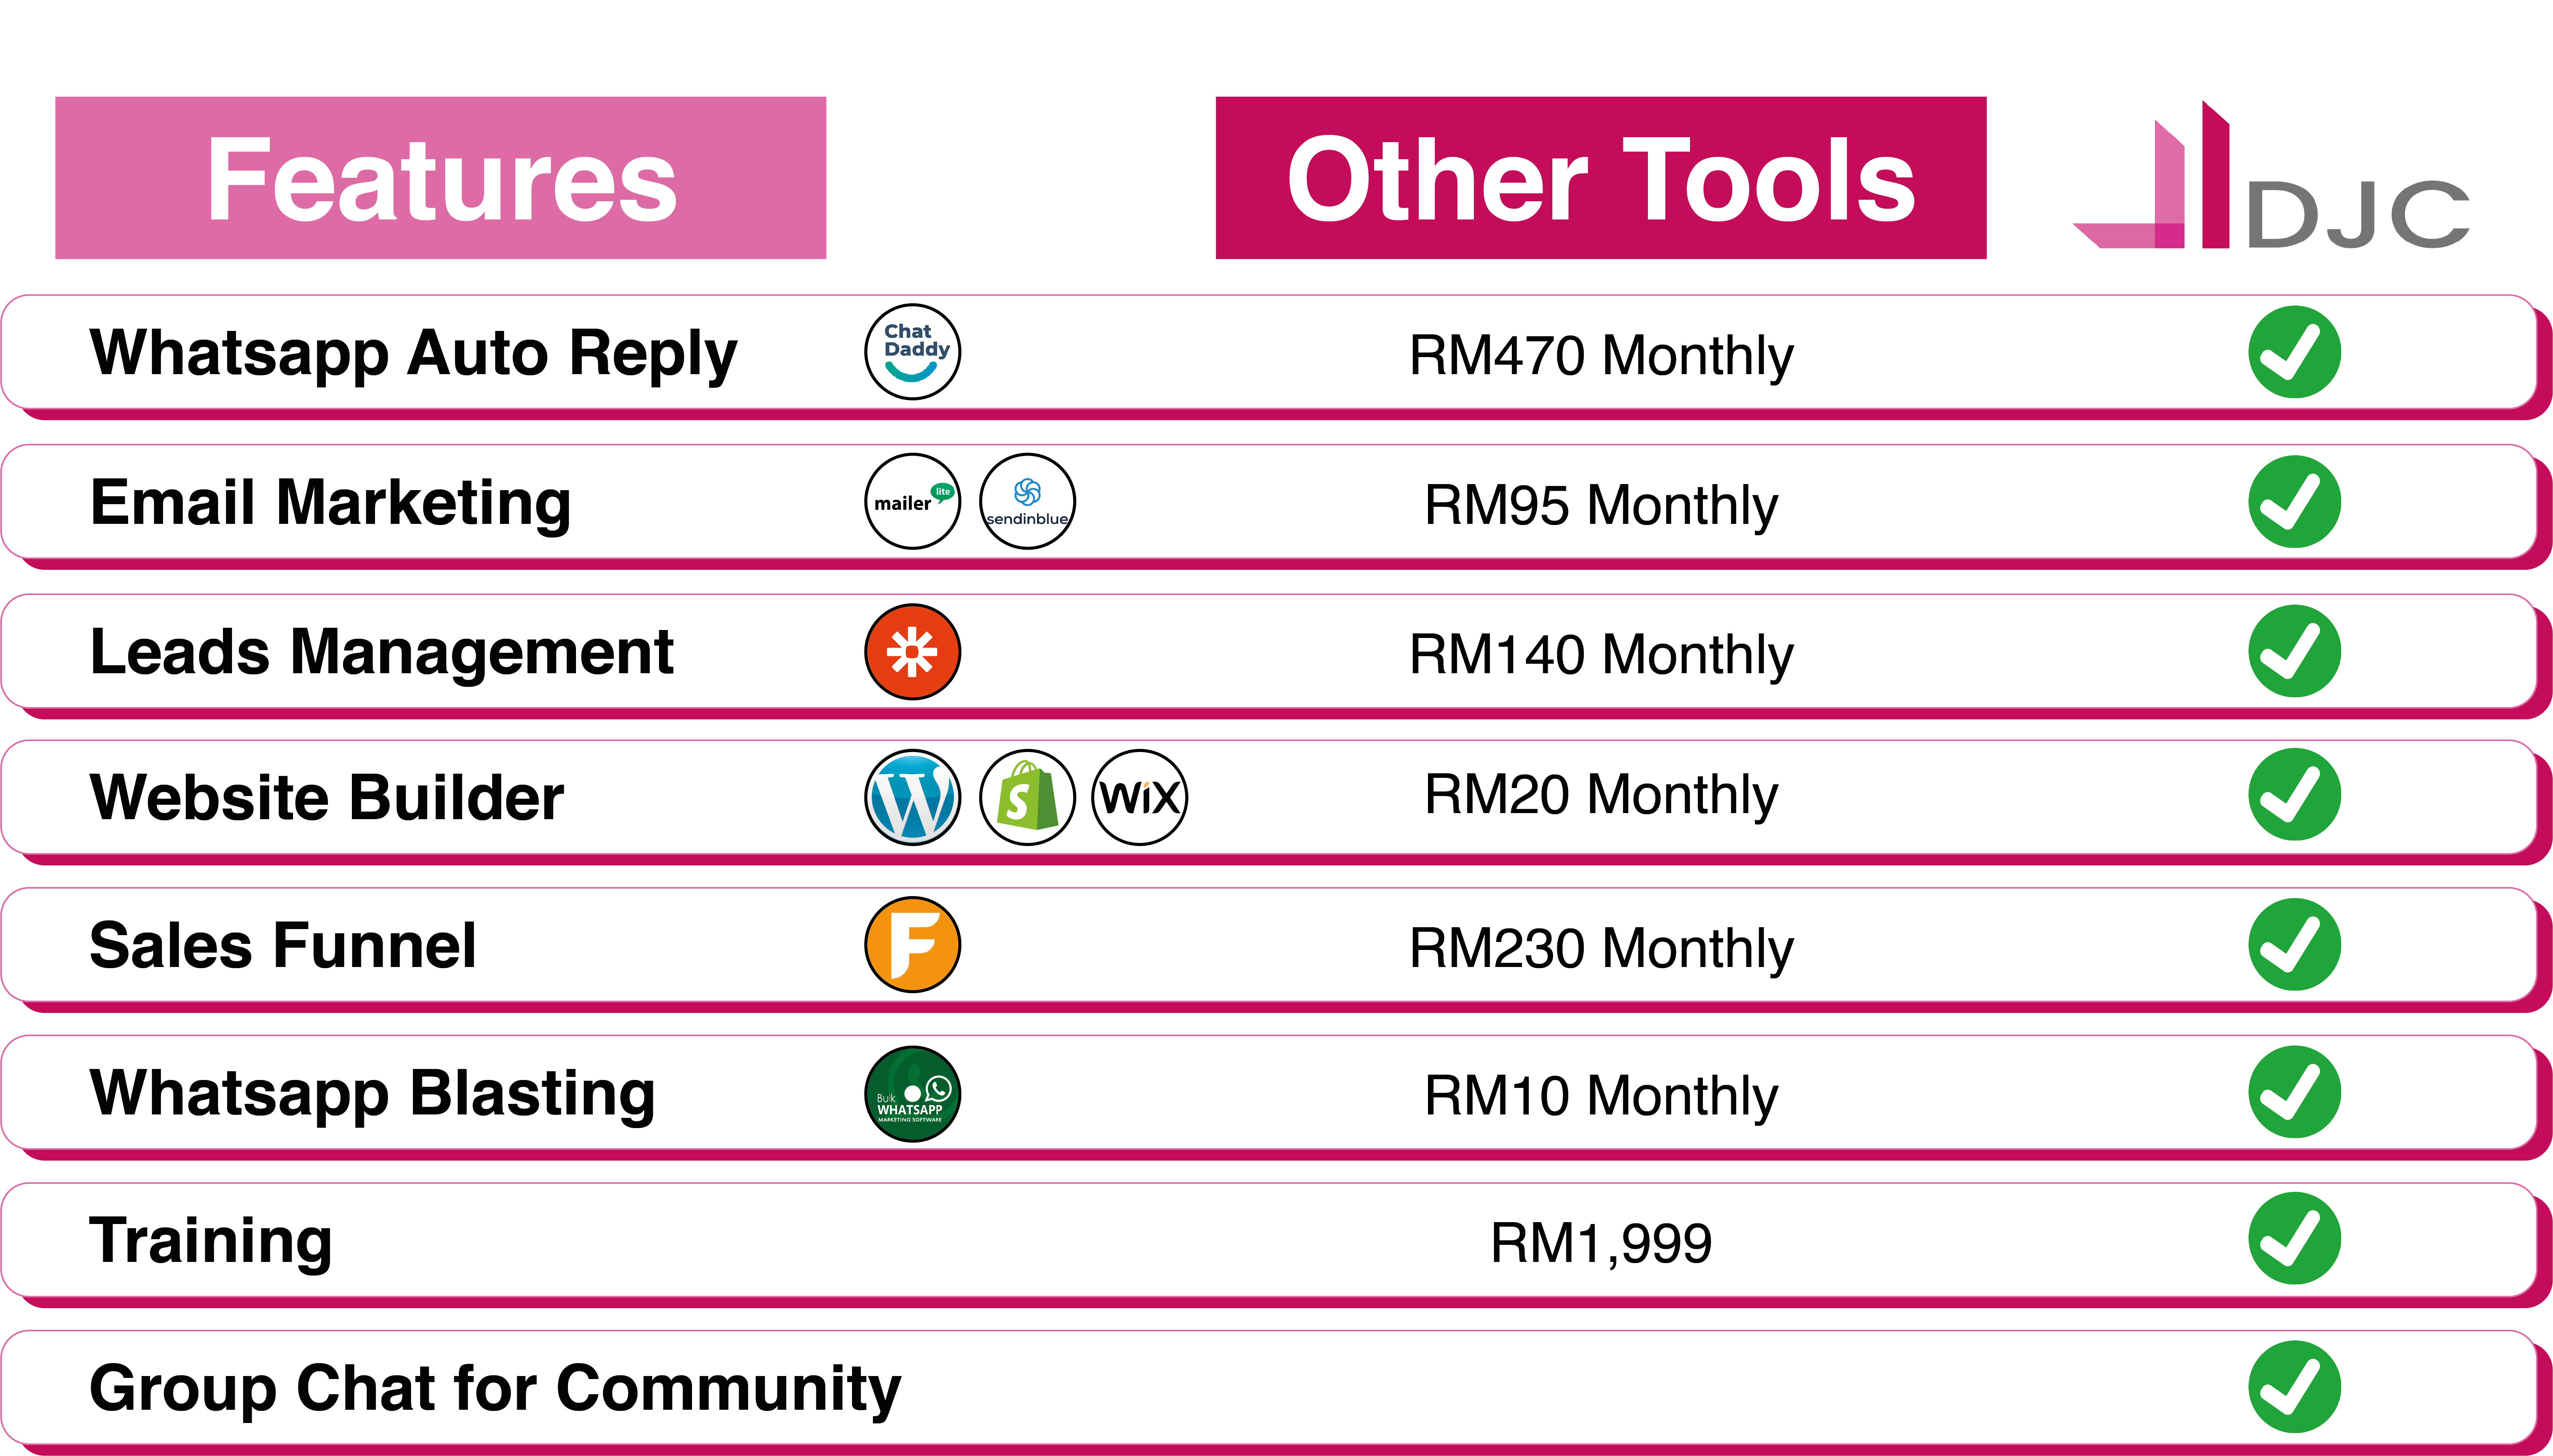 Features
Other Tools
DJC
Whatsapp Auto Reply
Chat
Daddy
RM470 Monthly
Email Marketing
mailer
lite
sendinblue
RM95 Monthly
Leads Management
RM140 Monthly
Website Builder
W
S
WiX
RM20 Monthly
Sales Funnel
F
RM230 Monthly
Whatsapp Blasting
Bulk
WHATSAPP
MARKETING SOFTWARE
RM10 Monthly
Training
RM1,999
Group Chat for Community